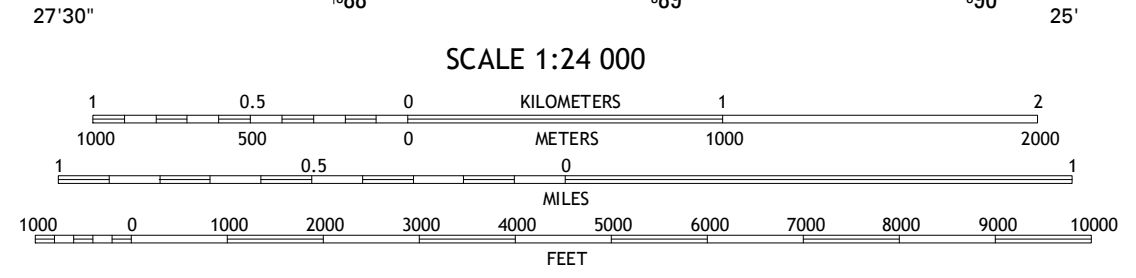 27'30" 25'
SCALE 1:24 000
1 0.5 0 KILOMETERS 1 2
1000 500 0 METERS 1000 2000
1 0.5 0 1
MILES
1000 0 1000 2000 3000 4000 5000 6000 7000 8000 9000 10000
FEET